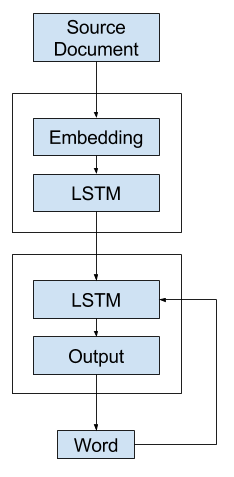 Source
Document
Embedding
LSTM
LSTM
Output
Word